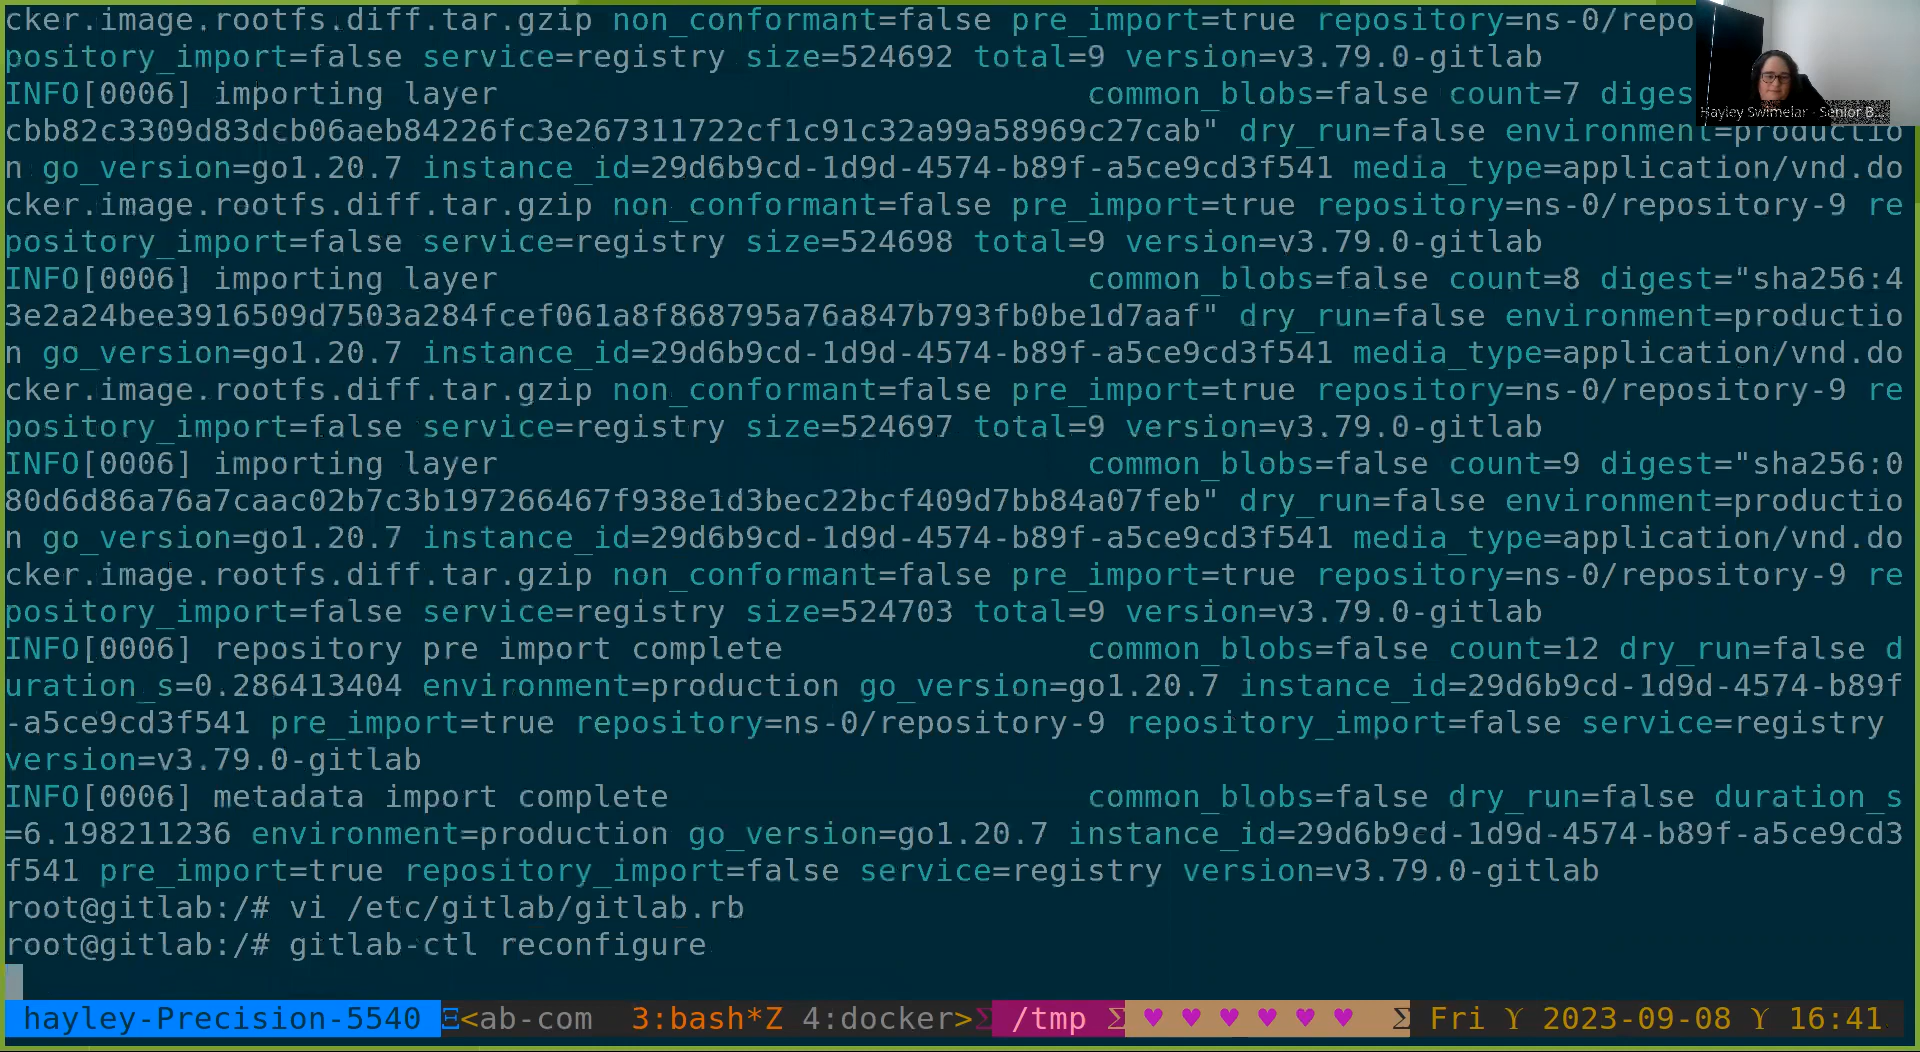 cker.image.rootfs.diff.tar.gzip non_conformant=false pre_import=true repository=ns-0/repo
pository_import=false service=registry size=524692 total=9 version=v3.79.0-gitlab
INFO[0006] importing layer common_blobs=false count=7 diges
cbb82c3309d83dcb06aeb84226fc3e267311722cf1c91c32a99a58969c27cab" dry_run=false environment=productio
n go_version=go1.20.7 instance_id=29d6b9cd-1d9d-4574-b89f-a5ce9cd3f541 media_type=application/vnd.do
cker.image.rootfs.diff.tar.gzip non_conformant=false pre_import=true repository=ns-0/repository-9 re
pository_import=false service=registry size=524698 total=9 version=v3.79.0-gitlab
INFO[0006] importing layer common_blobs=false count=8 digest="sha256:4
3e2a24bee3916509d7503a284fcef061a8f868795a76a847b793fb0be1d7aaf" dry_run=false environment=productio
n go_version=go1.20.7 instance_id=29d6b9cd-1d9d-4574-b89f-a5ce9cd3f541 media_type=application/vnd.do
cker.image.rootfs.diff.tar.gzip non_conformant=false pre_import=true repository=ns-0/repository-9 re
pository_import=false service=registry size=524697 total=9 version=v3.79.0-gitlab
INFO[0006] importing layer common_blobs=false count=9 digest="sha256:0
80d6d86a76a7caac02b7c3b197266467f938e1d3bec22bcf409d7bb84a07feb" dry_run=false environment=productio
n go_version=go1.20.7 instance_id=29d6b9cd-1d9d-4574-b89f-a5ce9cd3f541 media_type=application/vnd.do
cker.image.rootfs.diff.tar.gzip non_conformant=false pre_import=true repository=ns-0/repository-9 re
pository_import=false service=registry size=524703 total=9 version=v3.79.0-gitlab
INFO[0006] repository pre import complete common_blobs=false count=12 dry_run=false d
uration_s=0.286413404 environment=production go_version=go1.20.7 instance_id=29d6b9cd-1d9d-4574-b89f
-a5ce9cd3f541 pre_import=true repository=ns-0/repository-9 repository_import=false service=registry
version=v3.79.0-gitlab
INFO[0006] metadata import complete common_blobs=false dry_run=false duration_s
=6.198211236 environment=production go_version=go1.20.7 instance_id=29d6b9cd-1d9d-4574-b89f-a5ce9cd3
f541 pre_import=true repository_import=false service=registry version=v3.79.0-gitlab
root@gitlab:/# vi /etc/gitlab/gitlab.rb
root@gitlab:/# gitlab-ctl reconfigure
hayley-Precision-5540 Ξ<ab-com 3:bash*Z 4:docker>Σ /tmp Σ ♥ ♥ ♥ ♥ ♥ ♥ Σ Fri ϒ 2023-09-08 ϒ 16:41
Hayley Swimelar - Senior B...